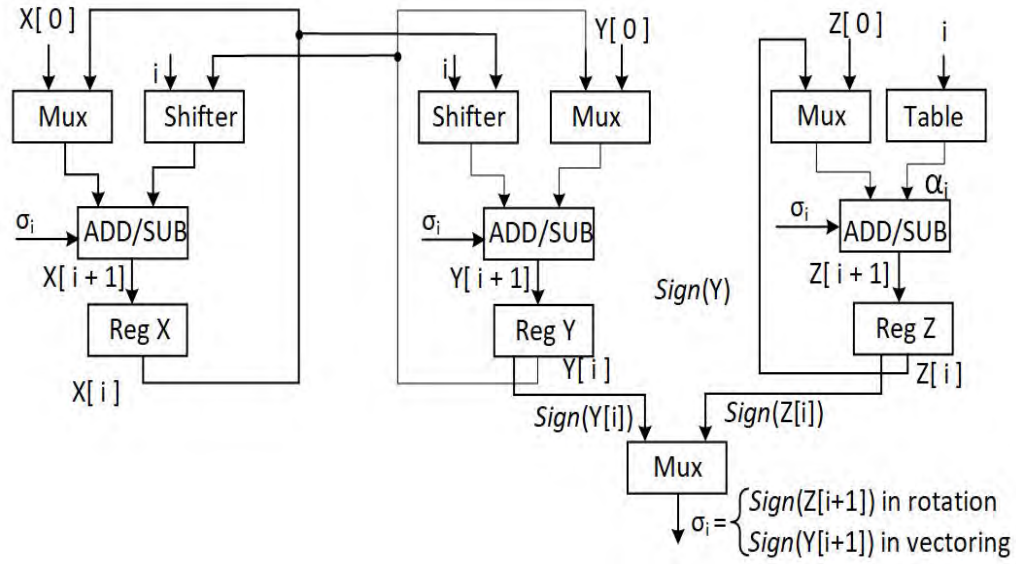 X[ 0 ]
Y[ 0 ]
Z[ 0 ]
i
i
i
Mux
Shifter
Shifter
Mux
Mux
Table
αi
σi
ADD/SUB
σi
ADD/SUB
σi
ADD/SUB
X[ i + 1]
Y[ i + 1]
Sign(Y)
Z[ i + 1]
Reg X
Reg Y
Reg Z
X[ i ]
Y[ i ]
Z[ i ]
Sign(Y[i])
Sign(Z[i])
Mux
σi = { Sign(Z[i+1]) in rotation
Sign(Y[i+1]) in vectoring